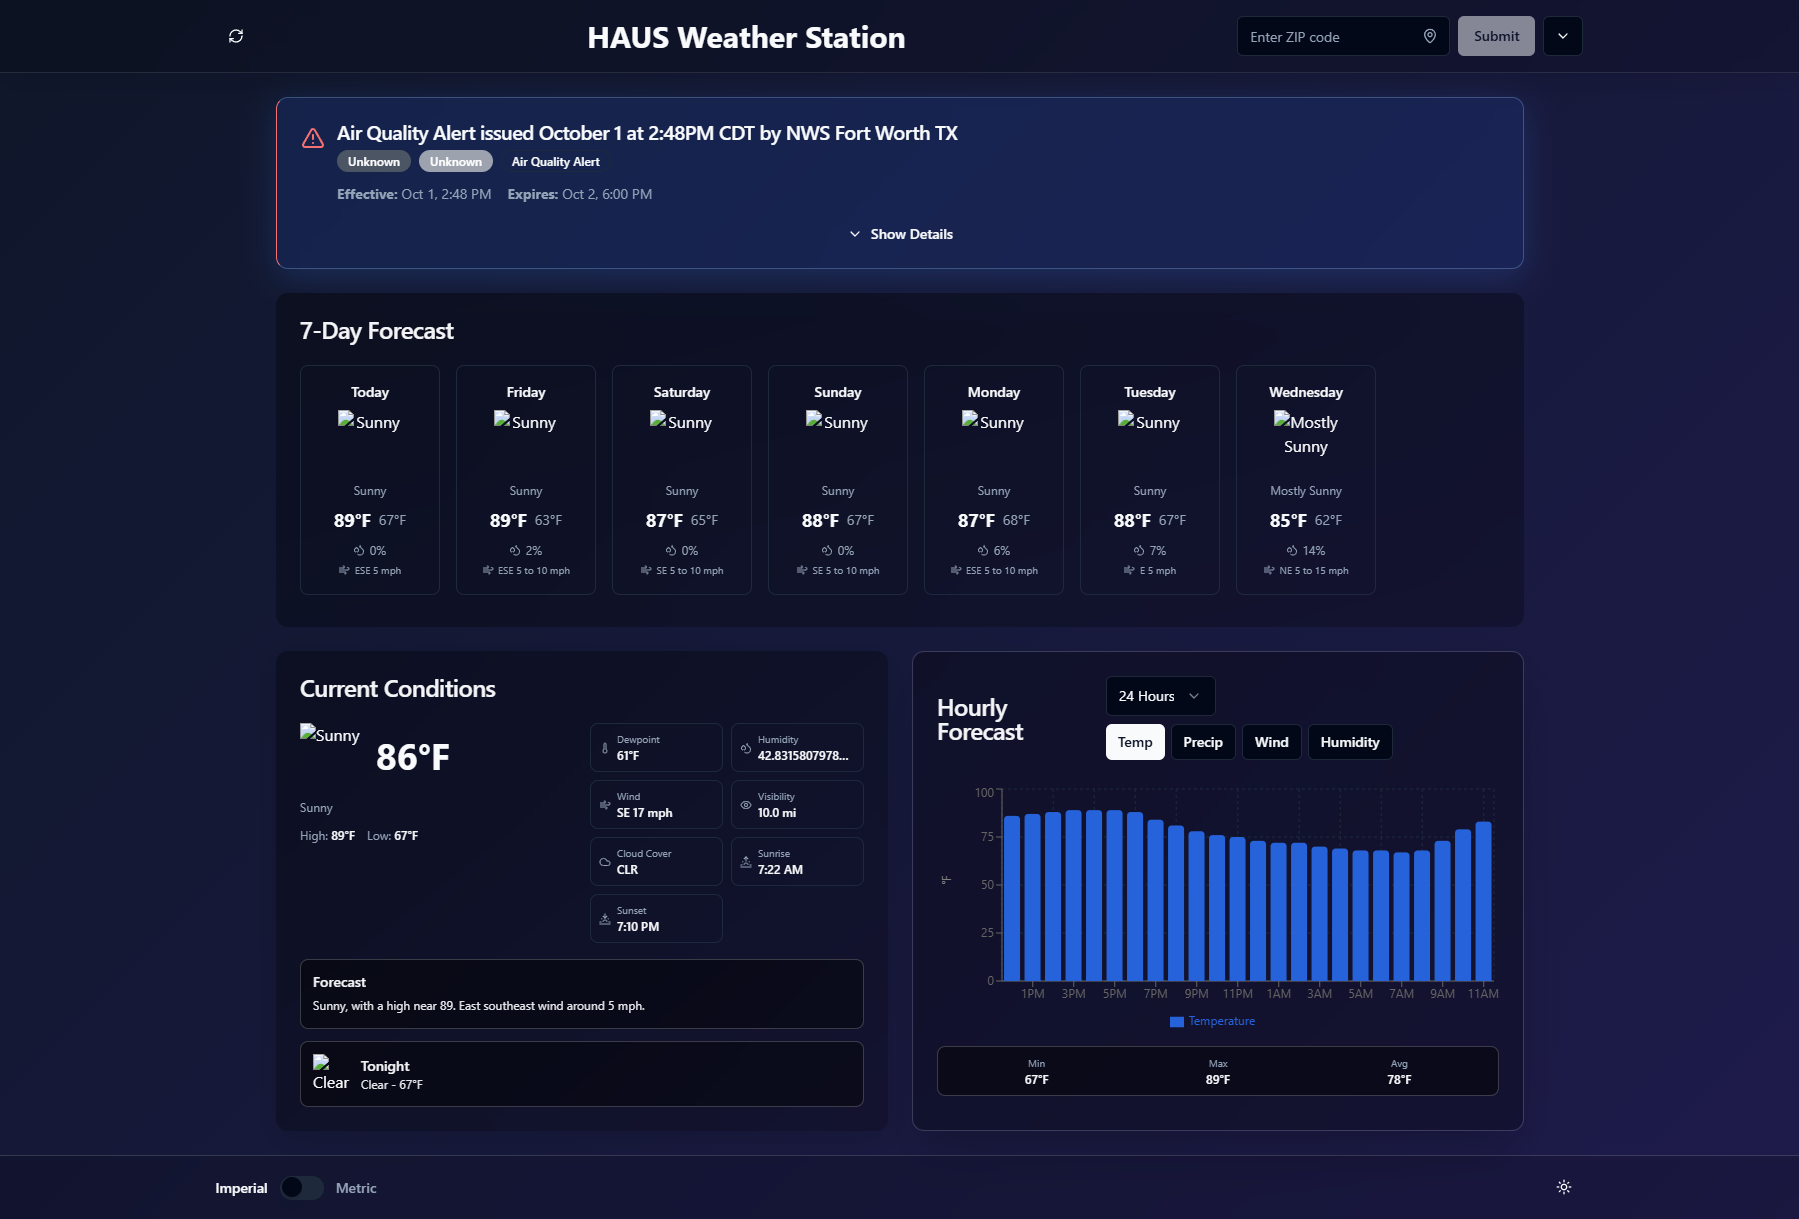 HAUS Weather Station
Enter ZIP code
Submit
Air Quality Alert issued October 1 at 2:48PM CDT by NWS Fort Worth TX
Unknown Unknown Air Quality Alert
Effective: Oct 1, 2:48 PM Expires: Oct 2, 6:00 PM
Show Details
7-Day Forecast
Today
Sunny
Sunny
89°F 67°F
0%
ESE 5 mph
Friday
Sunny
Sunny
89°F 63°F
2%
ESE 5 to 10 mph
Saturday
Sunny
Sunny
87°F 65°F
0%
SE 5 to 10 mph
Sunday
Sunny
Sunny
88°F 67°F
0%
SE 5 to 10 mph
Monday
Sunny
Sunny
87°F 68°F
6%
ESE 5 to 10 mph
Tuesday
Sunny
Sunny
88°F 67°F
7%
E 5 mph
Wednesday
Mostly
Sunny
Mostly Sunny
85°F 62°F
14%
NE 5 to 15 mph
Current Conditions
Sunny
86°F
Sunny
High: 89°F Low: 67°F
Dewpoint
61°F
Humidity
42.8315807978...
Wind
SE 17 mph
Visibility
10.0 mi
Cloud Cover
CLR
Sunrise
7:22 AM
Sunset
7:10 PM
Forecast
Sunny, with a high near 89. East southeast wind around 5 mph.
Clear
Tonight
Clear - 67°F
Hourly
Forecast
24 Hours
Temp Precip Wind Humidity
100
75
50
25
0
°F
1PM 3PM 5PM 7PM 9PM 11PM 1AM 3AM 5AM 7AM 9AM 11AM
Temperature
Min
67°F
Max
89°F
Avg
78°F
Imperial Metric